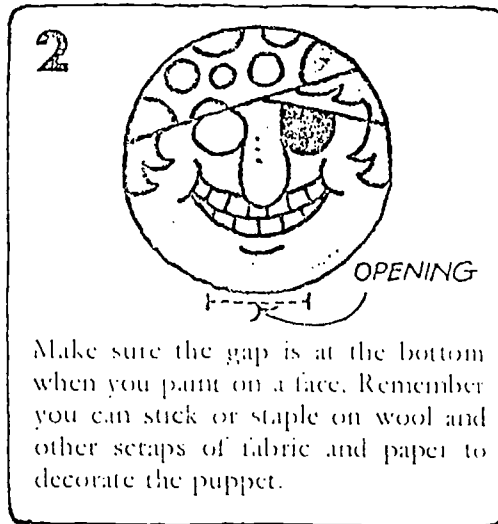 2
OPENING
Make sure the gap is at the bottom
when you paint on a face. Remember
you can stick or staple on wool and
other scraps of fabric and paper to
decorate the puppet.